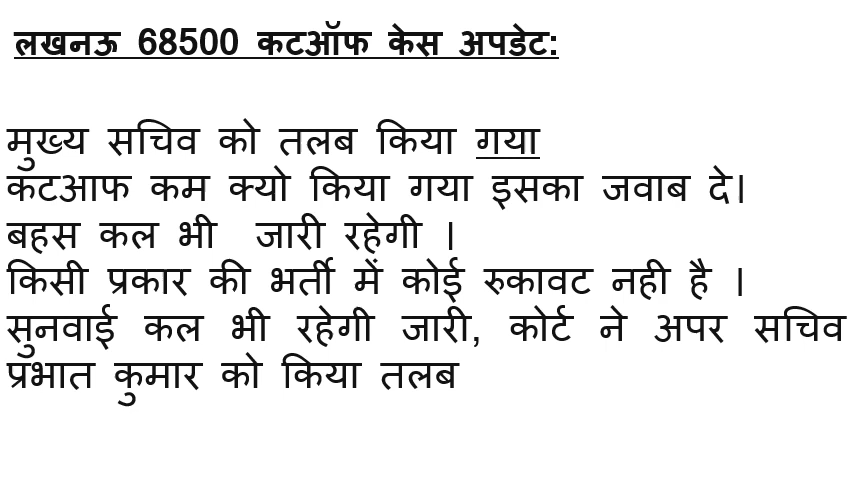 लखनऊ 68500 कटऑफ केस अपडेट:
मुख्य सचिव को तलब किया गया
कटआफ कम क्यो किया गया इसका जवाब दे।
बहस कल भी जारी रहेगी ।
किसी प्रकार की भर्ती में कोई रुकावट नही है ।
सुनवाई कल भी रहेगी जारी, कोर्ट ने अपर सचिव
प्रभात कुमार को किया तलब